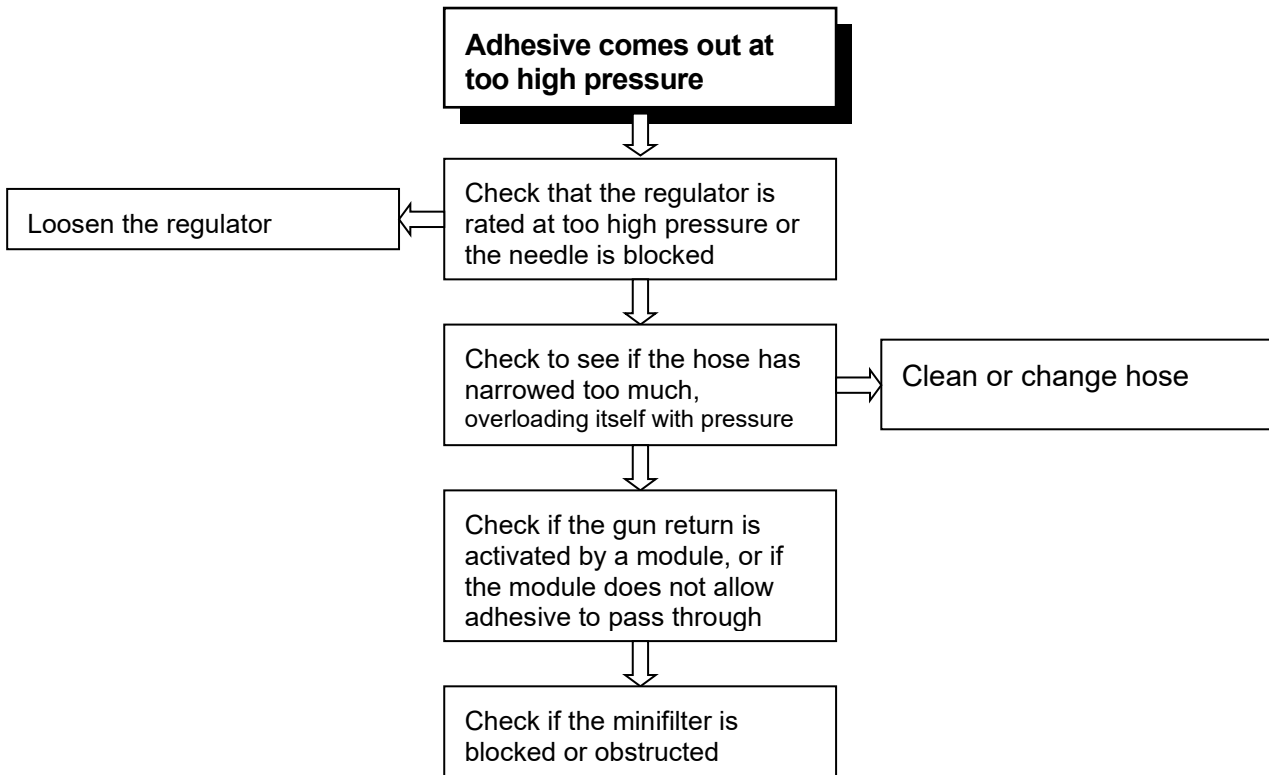 Adhesive comes out at
too high pressure
Check that the regulator is
rated at too high pressure or
the needle is blocked
Loosen the regulator
Check to see if the hose has
narrowed too much,
overloading itself with pressure
Clean or change hose
Check if the gun return is
activated by a module, or if
the module does not allow
adhesive to pass through
Check if the minifilter is
blocked or obstructed